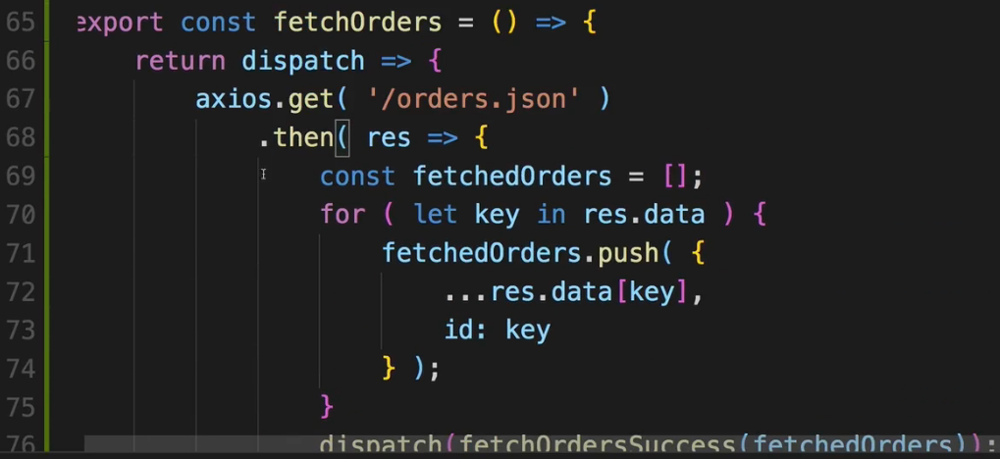 65 export const fetchOrders = () => {
66     return dispatch => {
67         axios.get( '/orders.json' )
68             .then( res => {
69                 const fetchedOrders = [];
70                 for ( let key in res.data ) {
71                     fetchedOrders.push( {
72                         ...res.data[key],
73                         id: key
74                     } );
75                 }
76                 dispatch(fetchOrdersSuccess(fetchedOrders));